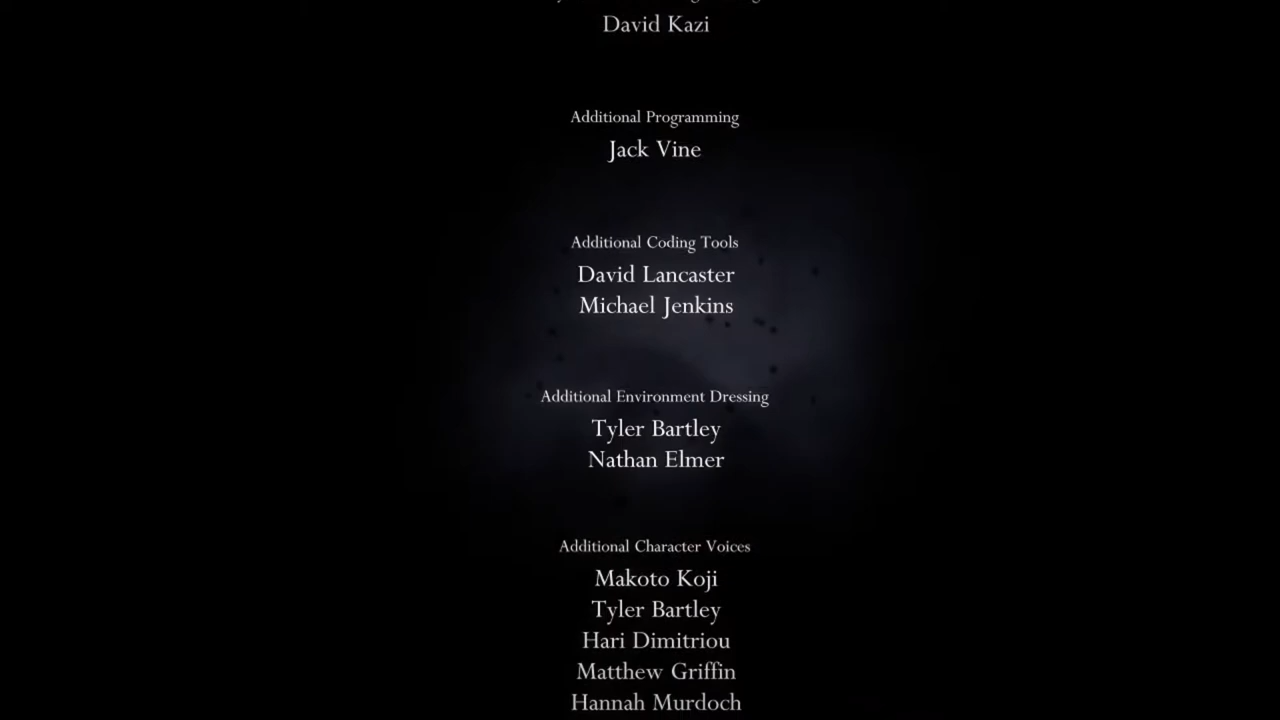 David Kazi
Additional Programming
Jack Vine
Additional Coding Tools
David Lancaster
Michael Jenkins
Additional Environment Dressing
Tyler Bartley
Nathan Elmer
Additional Character Voices
Makoto Koji
Tyler Bartley
Hari Dimitriou
Matthew Griffin
Hannah Murdoch